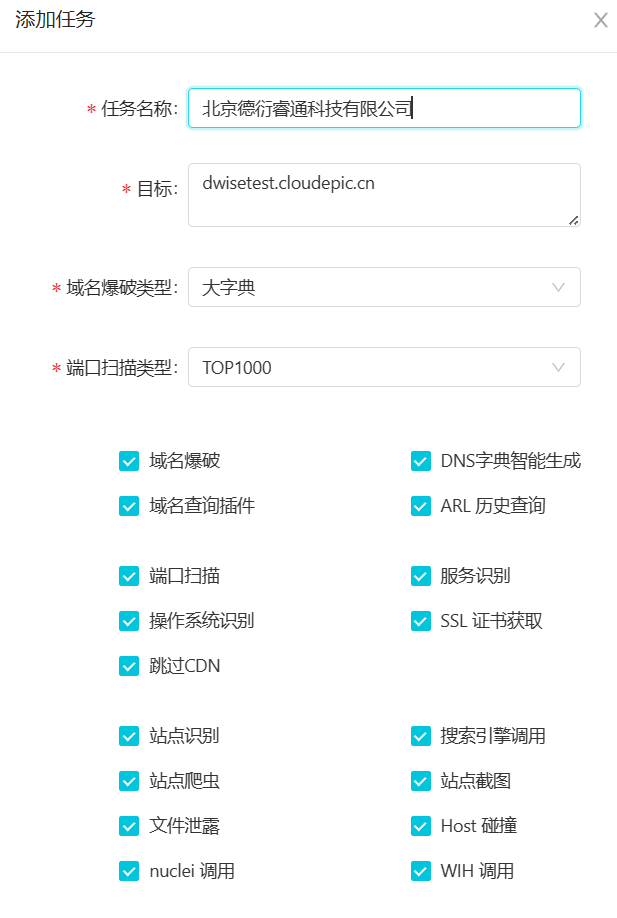 添加任务
* 任务名称: 北京德衍睿通科技有限公司
* 目标: dwisetest.cloudepic.cn
* 域名爆破类型: 大字典
* 端口扫描类型: TOP1000
域名爆破 DNS字典智能生成
域名查询插件 ARL 历史查询
端口扫描 服务识别
操作系统识别 SSL 证书获取
跳过CDN
站点识别 搜索引擎调用
站点爬虫 站点截图
文件泄露 Host 碰撞
nuclei 调用 WIH 调用